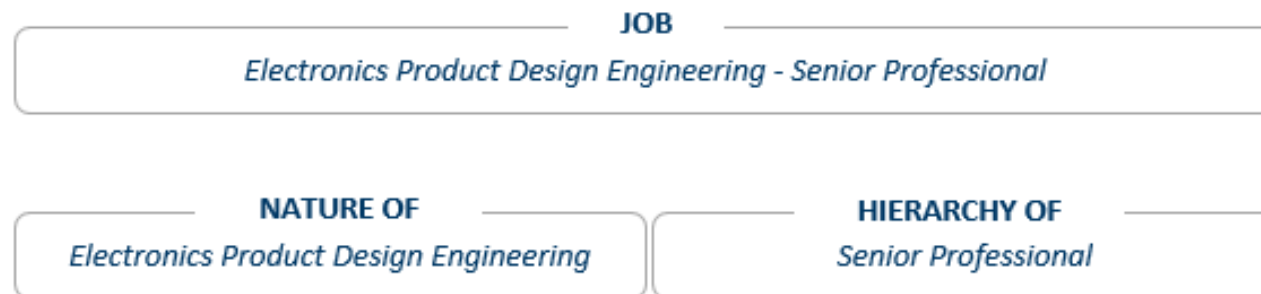 JOB
Electronics Product Design Engineering - Senior Professional
NATURE OF
HIERARCHY OF
Electronics Product Design Engineering
Senior Professional